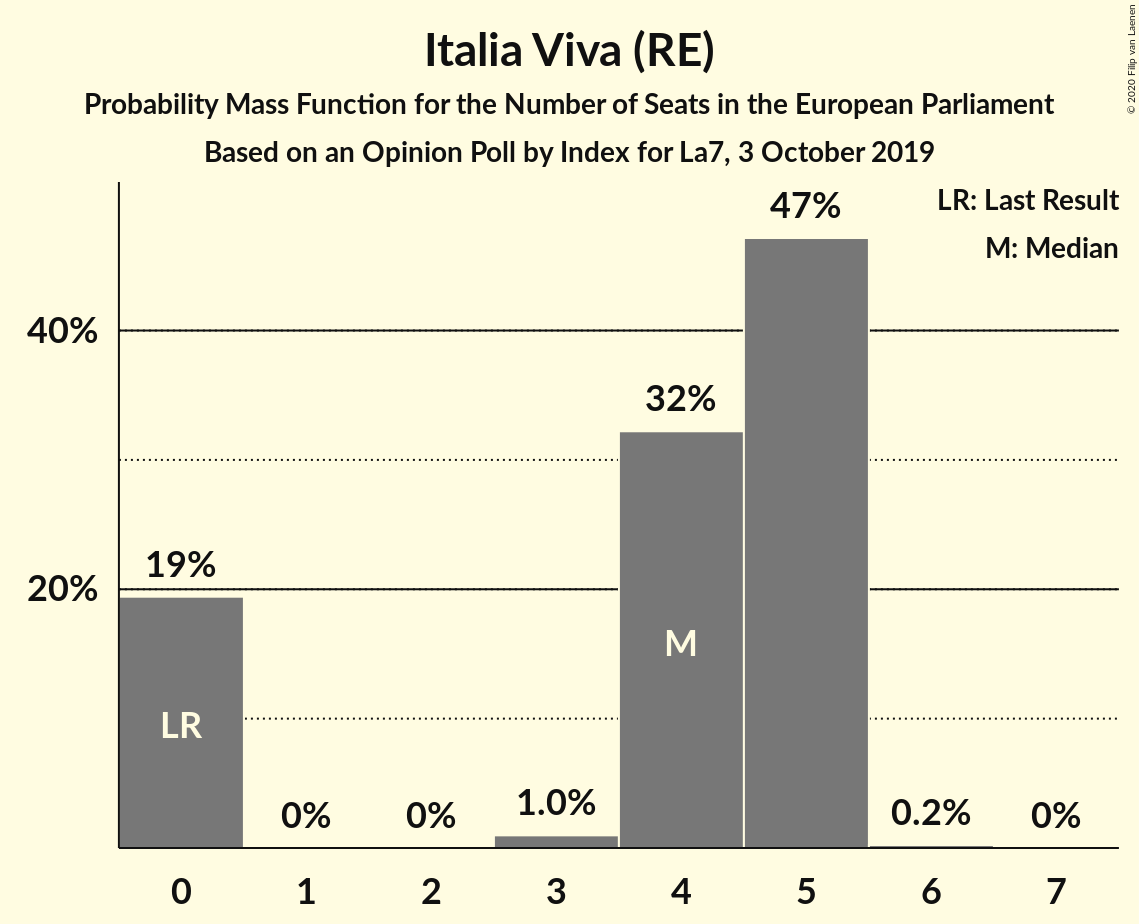 Italia Viva (RE)
Probability Mass Function for the Number of Seats in the European Parliament
Based on an Opinion Poll by Index for La7, 3 October 2019
© 2020 Filip van Laenen
LR: Last Result
M: Median
47%
40%
32%
19%
20%
M
LR
1.0%
0%
0%
0.2%
0%
0 1 2 3 4 5 6 7